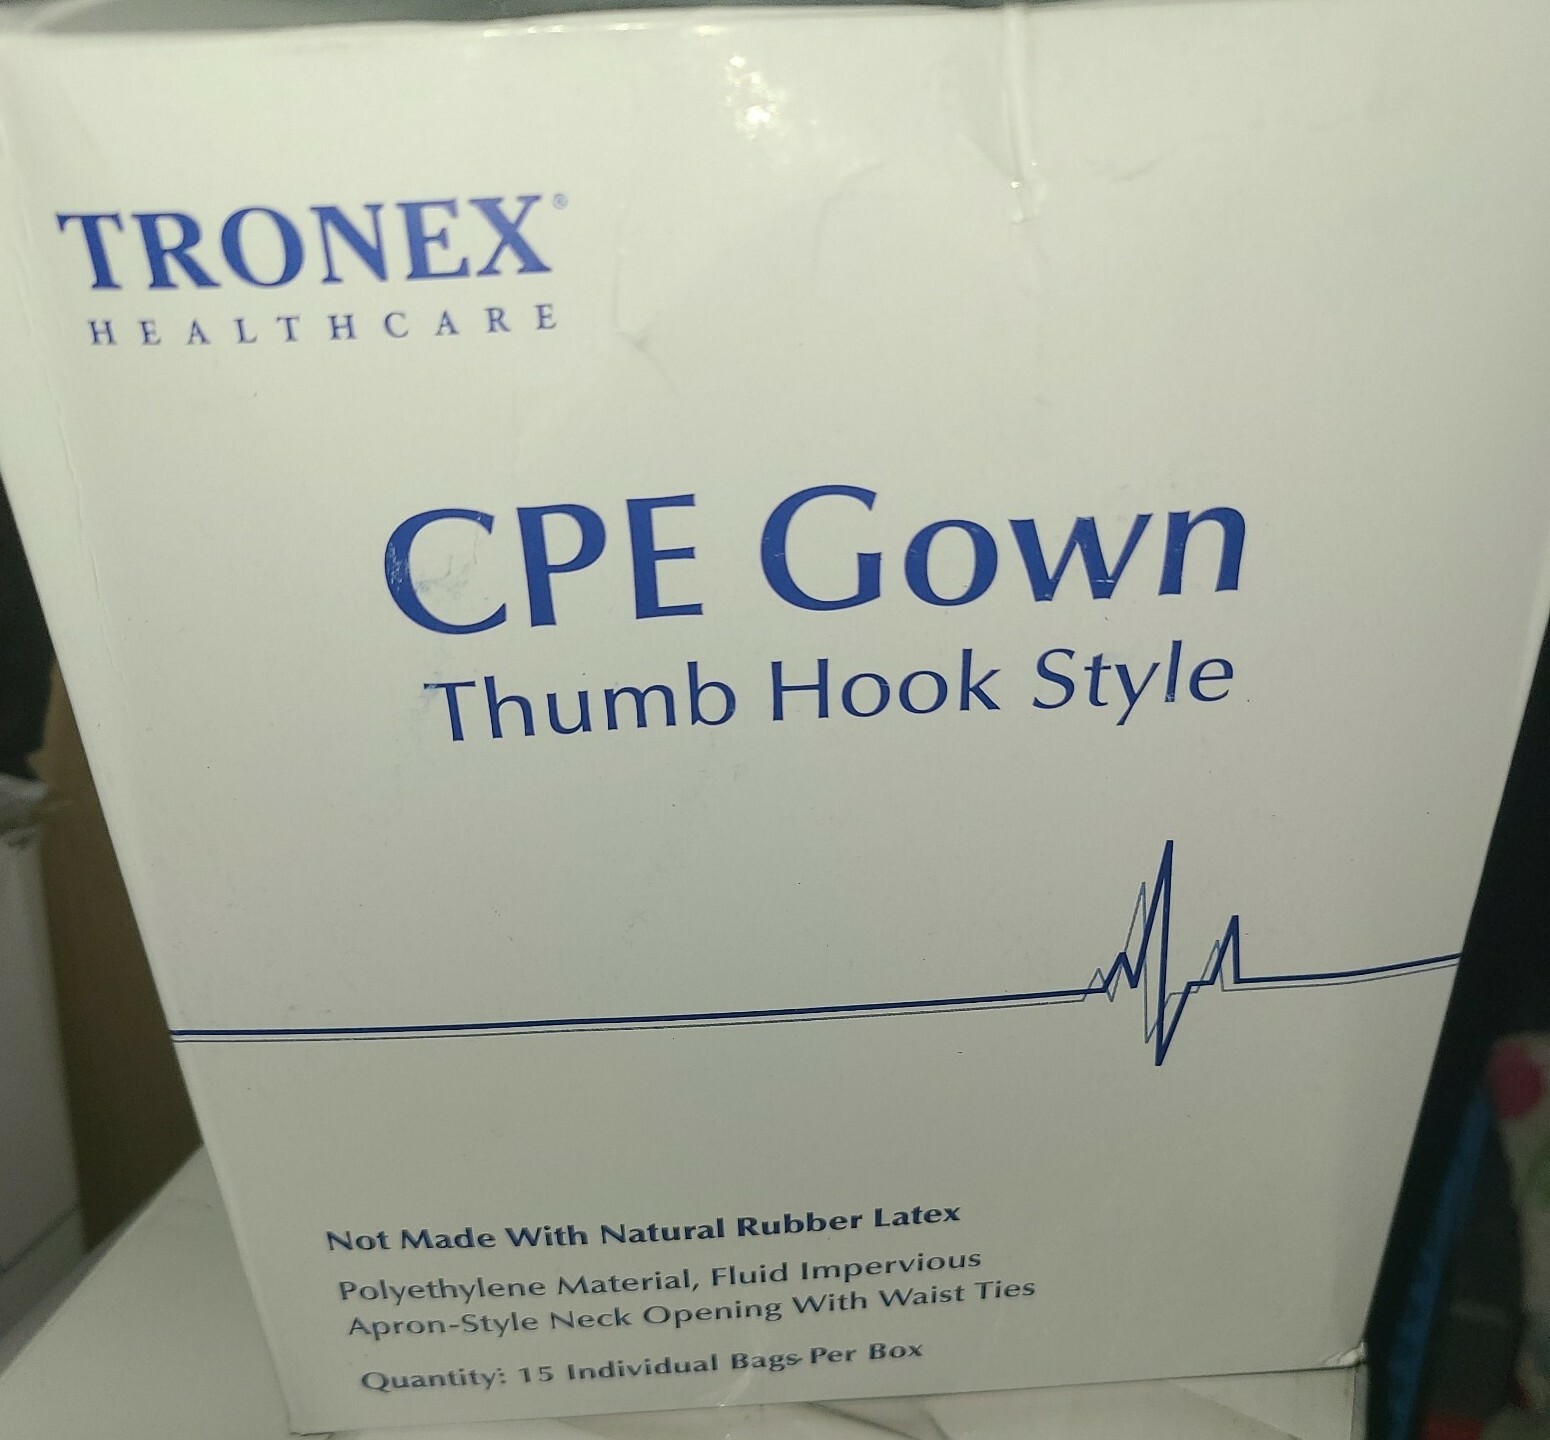 TRONEX®
HEALTHCARE
CPE Gown
Thumb Hook Style
Not Made With Natural Rubber Latex
Polyethylene Material, Fluid Impervious
Apron-Style Neck Opening With Waist Ties
Quantity: 15 Individual Bags Per Box